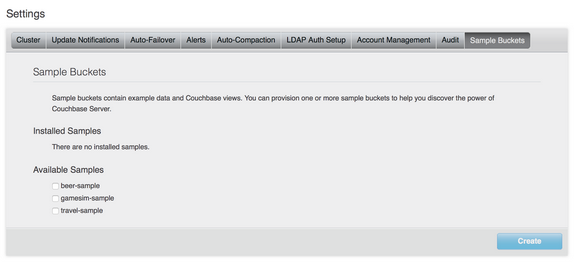 Settings
Cluster Update Notifications Auto-Failover Alerts Auto-Compaction LDAP Auth Setup Account Management Audit Sample Buckets
Sample Buckets
Sample buckets contain example data and Couchbase views. You can provision one or more sample buckets to help you discover the power of
Couchbase Server.
Installed Samples
There are no installed samples.
Available Samples
beer-sample
gamesim-sample
travel-sample
Create